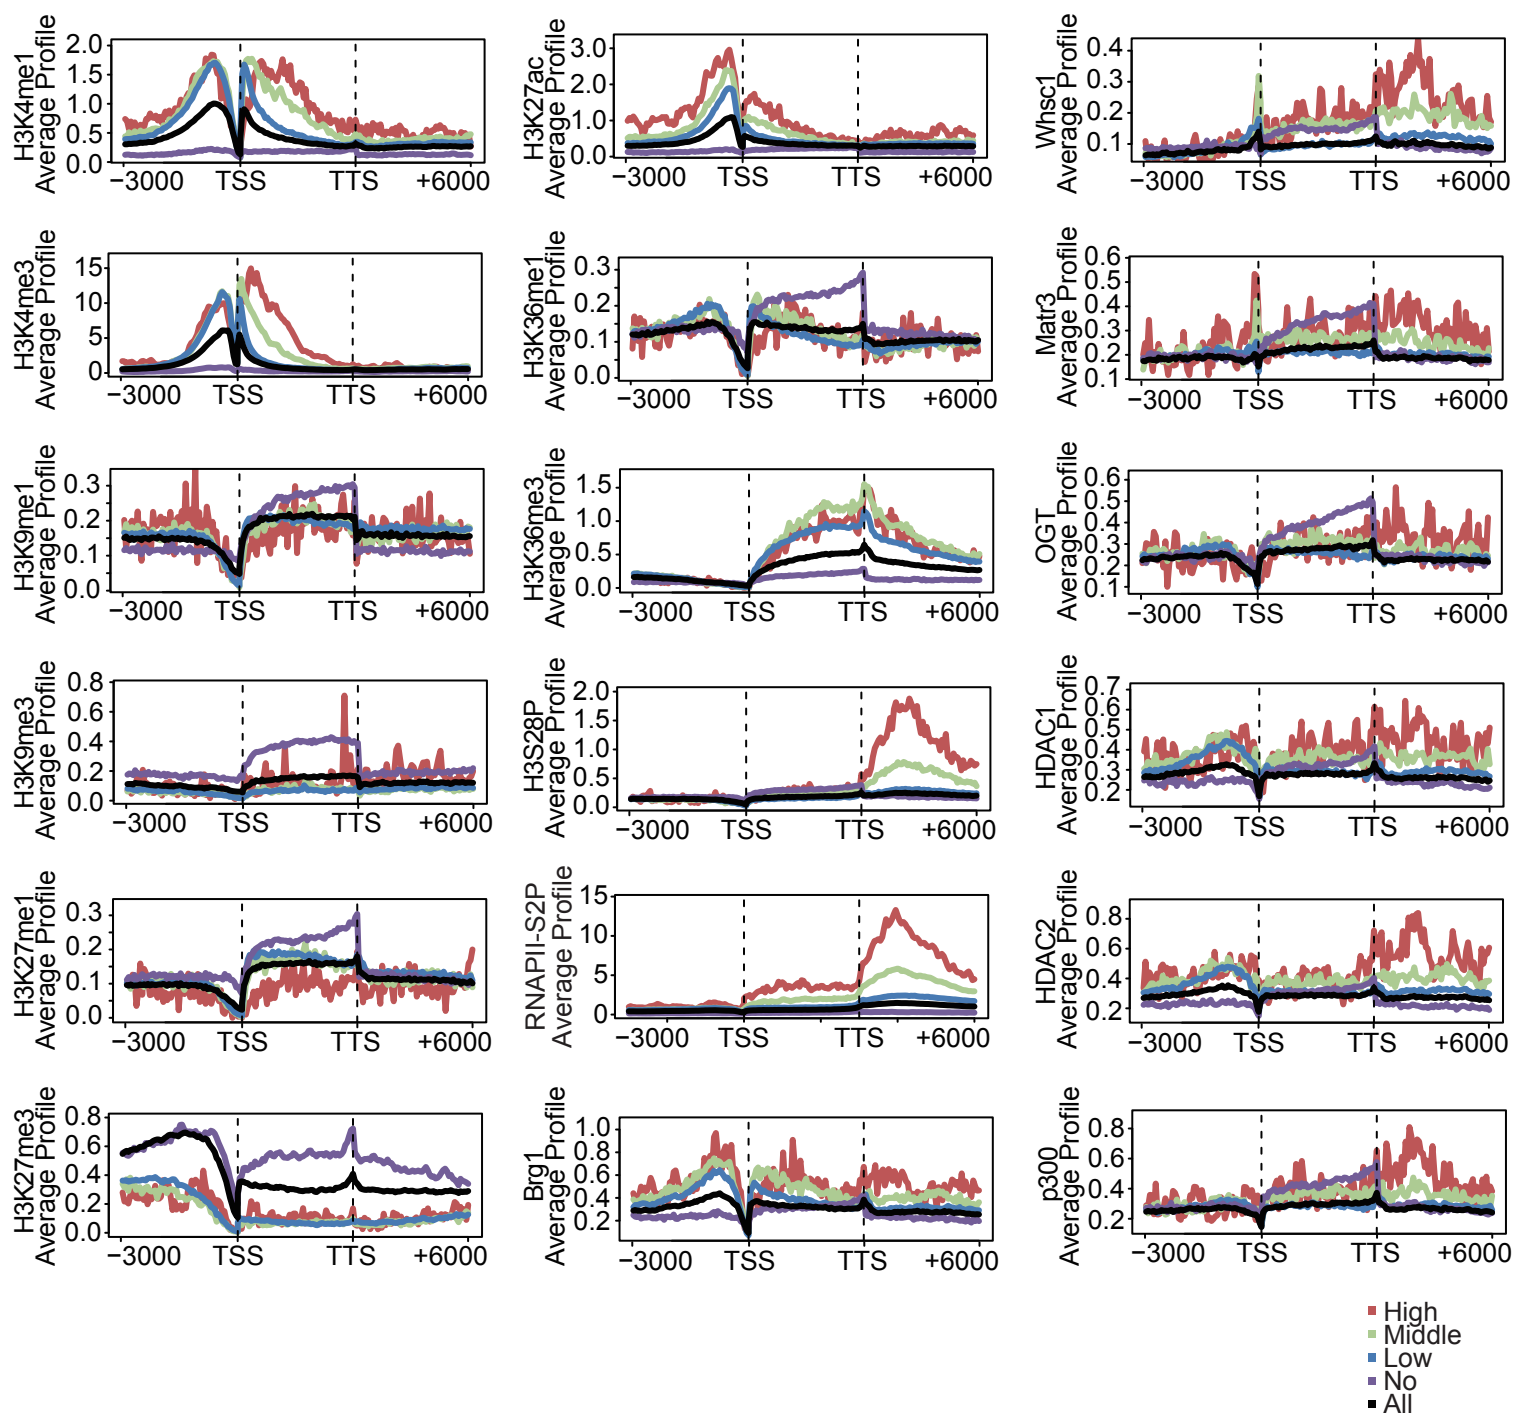 H3K4me1
Average Profile
2.0
1.5
1.0
0.5
0.0
−3000 TSS TTS +6000
H3K27ac
Average Profile
3.0
2.0
1.0
0.0
−3000 TSS TTS +6000
Whsc1
Average Profile
0.4
0.3
0.2
0.1
−3000 TSS TTS +6000
H3K4me3
Average Profile
15
10
5
0
−3000 TSS TTS +6000
H3K36me1
Average Profile
0.3
0.2
0.1
0.0
−3000 TSS TTS +6000
Matr3
Average Profile
0.6
0.5
0.4
0.3
0.2
0.1
−3000 TSS TTS +6000
H3K9me1
Average Profile
0.3
0.2
0.1
0.0
−3000 TSS TTS +6000
H3K36me3
Average Profile
1.5
1.0
0.5
0.0
−3000 TSS TTS +6000
OGT
Average Profile
0.6
0.5
0.4
0.3
0.2
0.1
−3000 TSS TTS +6000
H3K9me3
Average Profile
0.8
0.6
0.4
0.2
0.0
−3000 TSS TTS +6000
H3S28P
Average Profile
2.0
1.5
1.0
0.5
0.0
−3000 TSS TTS +6000
HDAC1
Average Profile
0.7
0.6
0.5
0.4
0.3
0.2
−3000 TSS TTS +6000
H3K27me1
Average Profile
0.3
0.2
0.1
0.0
−3000 TSS TTS +6000
RNAPII-S2P
Average Profile
15
10
5
0
−3000 TSS TTS +6000
HDAC2
Average Profile
0.8
0.6
0.4
0.2
−3000 TSS TTS +6000
H3K27me3
Average Profile
0.8
0.6
0.4
0.2
0.0
−3000 TSS TTS +6000
Brg1
Average Profile
1.0
0.8
0.6
0.4
0.2
−3000 TSS TTS +6000
p300
Average Profile
0.8
0.6
0.4
0.2
−3000 TSS TTS +6000
High
Middle
Low
No
All